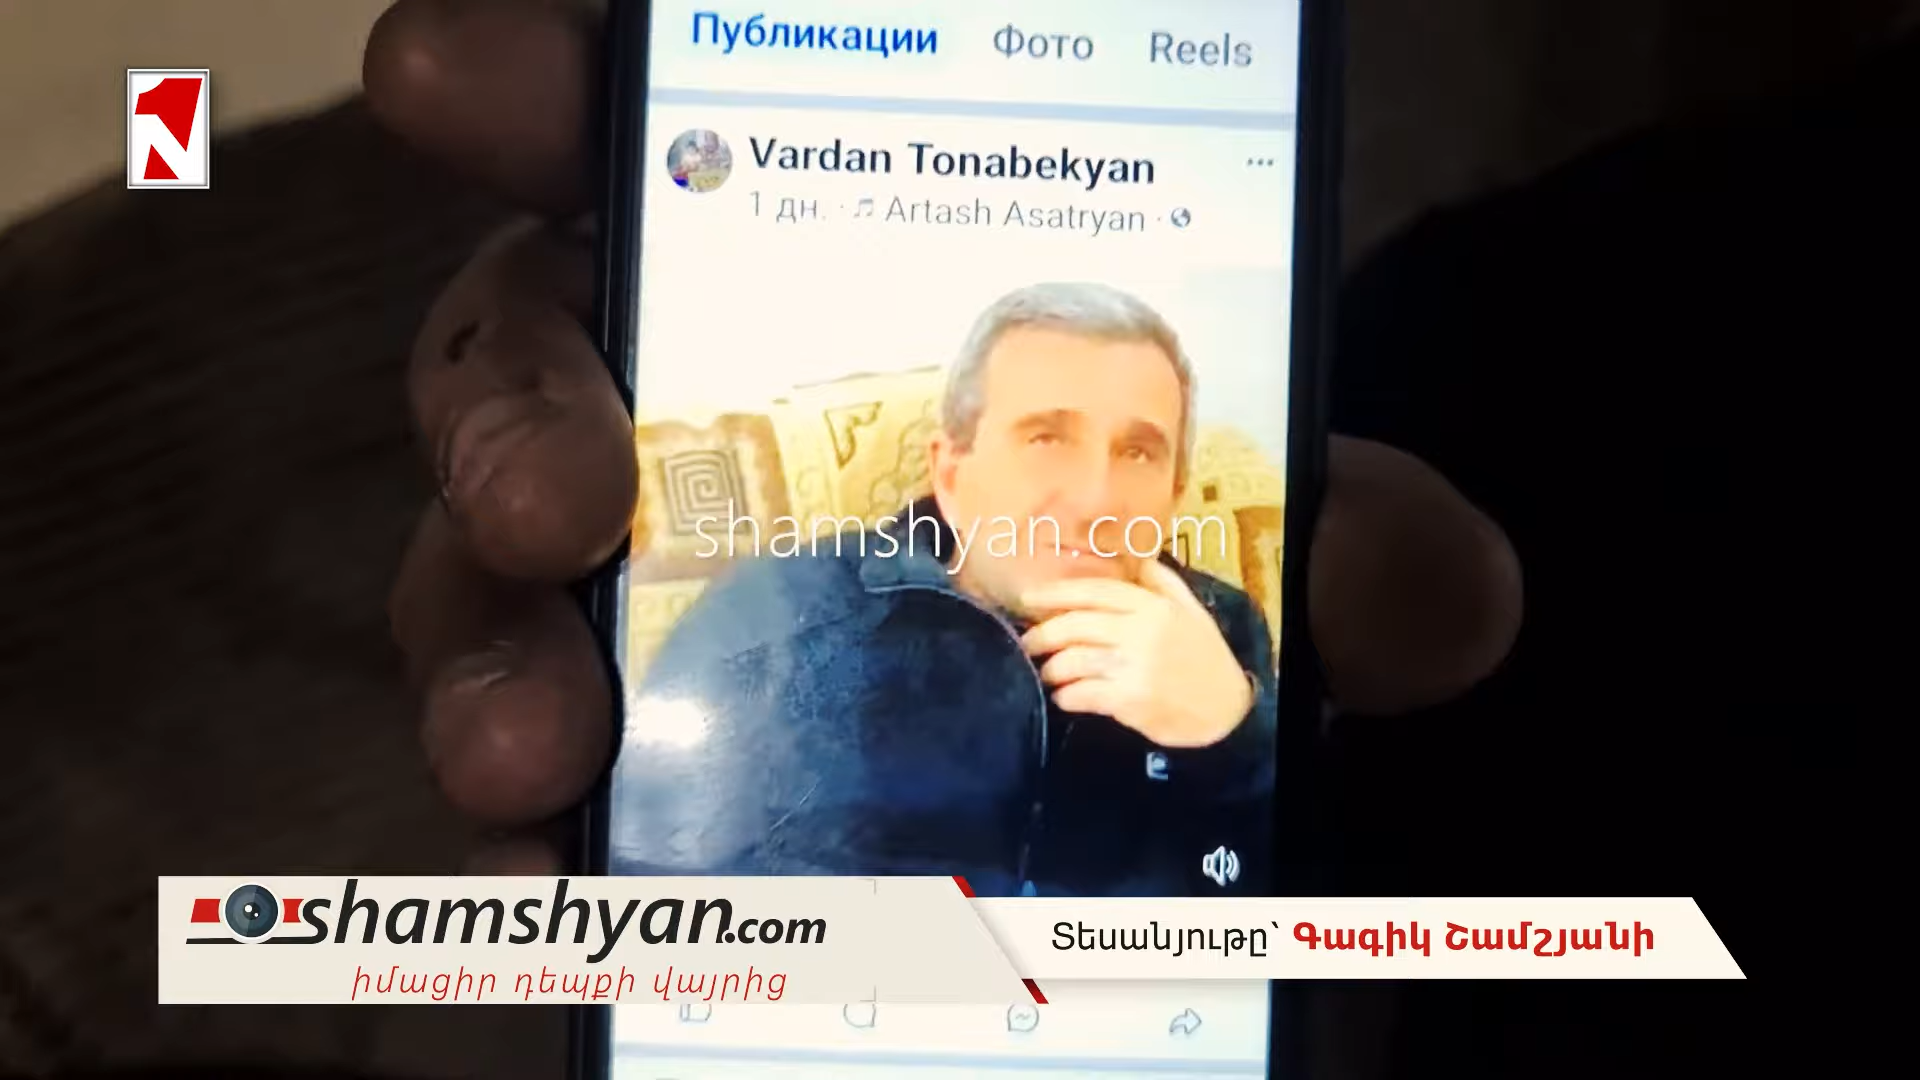 Публикации Фото Reels
Vardan Tonabekyan
1 дн. · Artash Asatryan ·
shamshyan.com
shamshyan.com
իմացիր դեպքի վայրից
Տեսանյութը՝ Գագիկ Շամշյանի